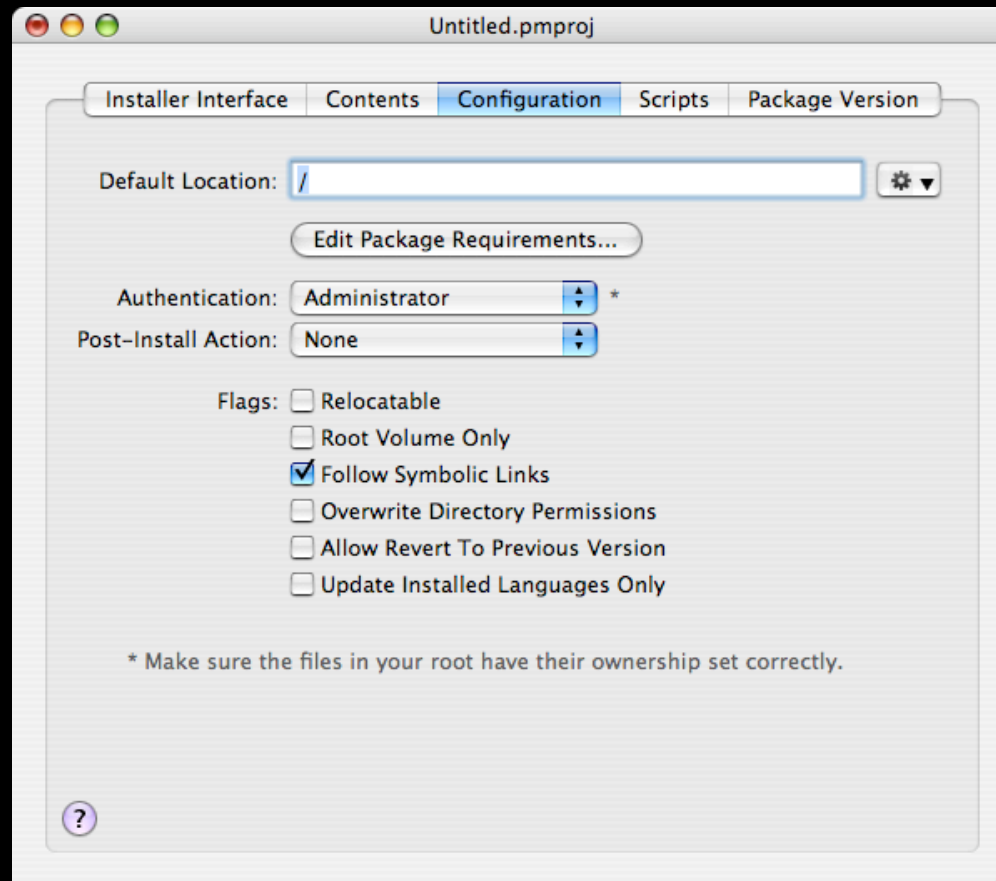 Untitled.pmproj
Installer Interface Contents Configuration Scripts Package Version
Default Location: /
Edit Package Requirements...
Authentication: Administrator *
Post-Install Action: None
Flags: Relocatable
Root Volume Only
Follow Symbolic Links
Overwrite Directory Permissions
Allow Revert To Previous Version
Update Installed Languages Only
* Make sure the files in your root have their ownership set correctly.
?